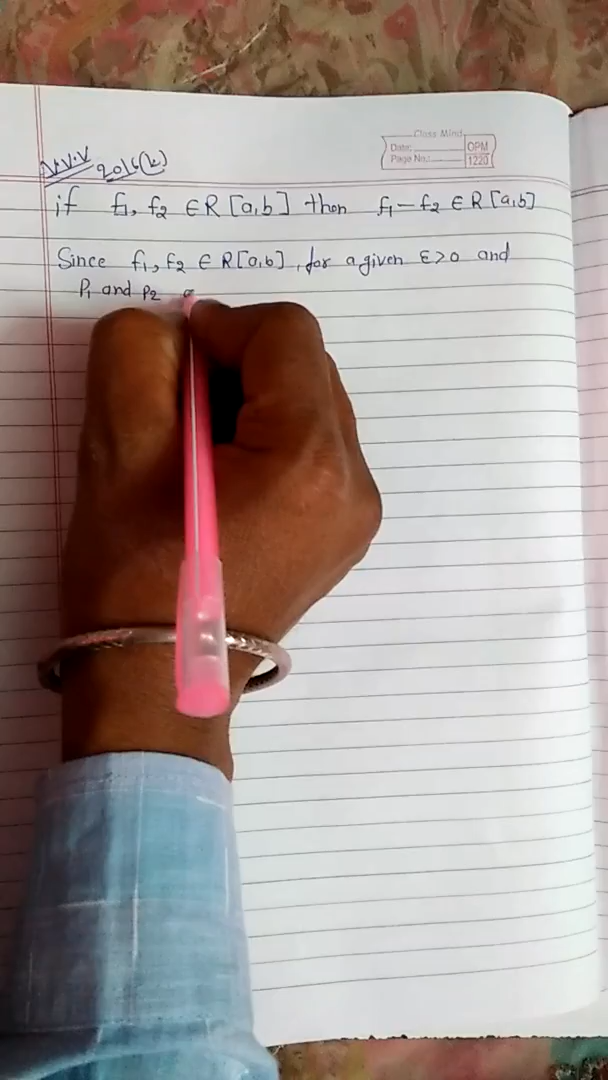 Class Mind
Date: OPM
Page No.: 1220
V.V.V 2016(K)
if f₁, f₂ ∈ R [a,b] then f₁ - f₂ ∈ R [a,b]
Since f₁, f₂ ∈ R [a,b], for a given ε>0 and
P₁ and P₂